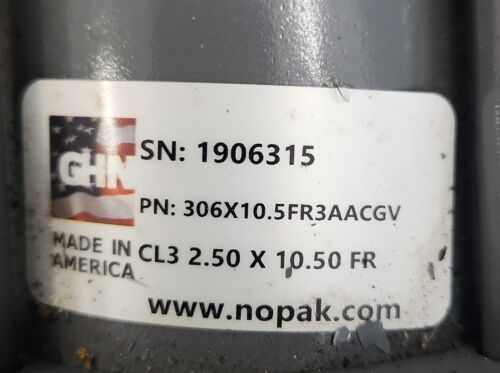 GHN
SN: 1906315
PN: 306X10.5FR3AACGV
MADE IN
AMERICA
CL3 2.50 X 10.50 FR
www.nopak.com